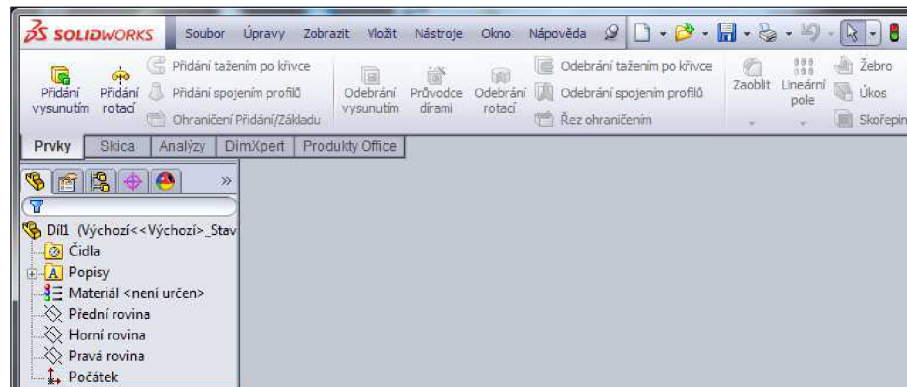 SOLIDWORKS Soubor Úpravy Zobrazit Vložit Nástroje Okno Nápověda
Přidání vysunutím
Přidání rotací
Přidání tažením po křivce
Přidání spojením profilů
Ohraničení Přidání/Základu
Odebrání vysunutím
Průvodce dírami
Odebrání rotací
Odebrání tažením po křivce
Odebrání spojením profilů
Řez ohraničením
Zaoblit
Lineární pole
Žebro
Úkos
Skořepin
Prvky Skica Analýzy DimXpert Produkty Office
Díl1 (Výchozí<<Výchozí>_Stav
Čidla
Popisy
Materiál <není určen>
Přední rovina
Horní rovina
Pravá rovina
Počátek